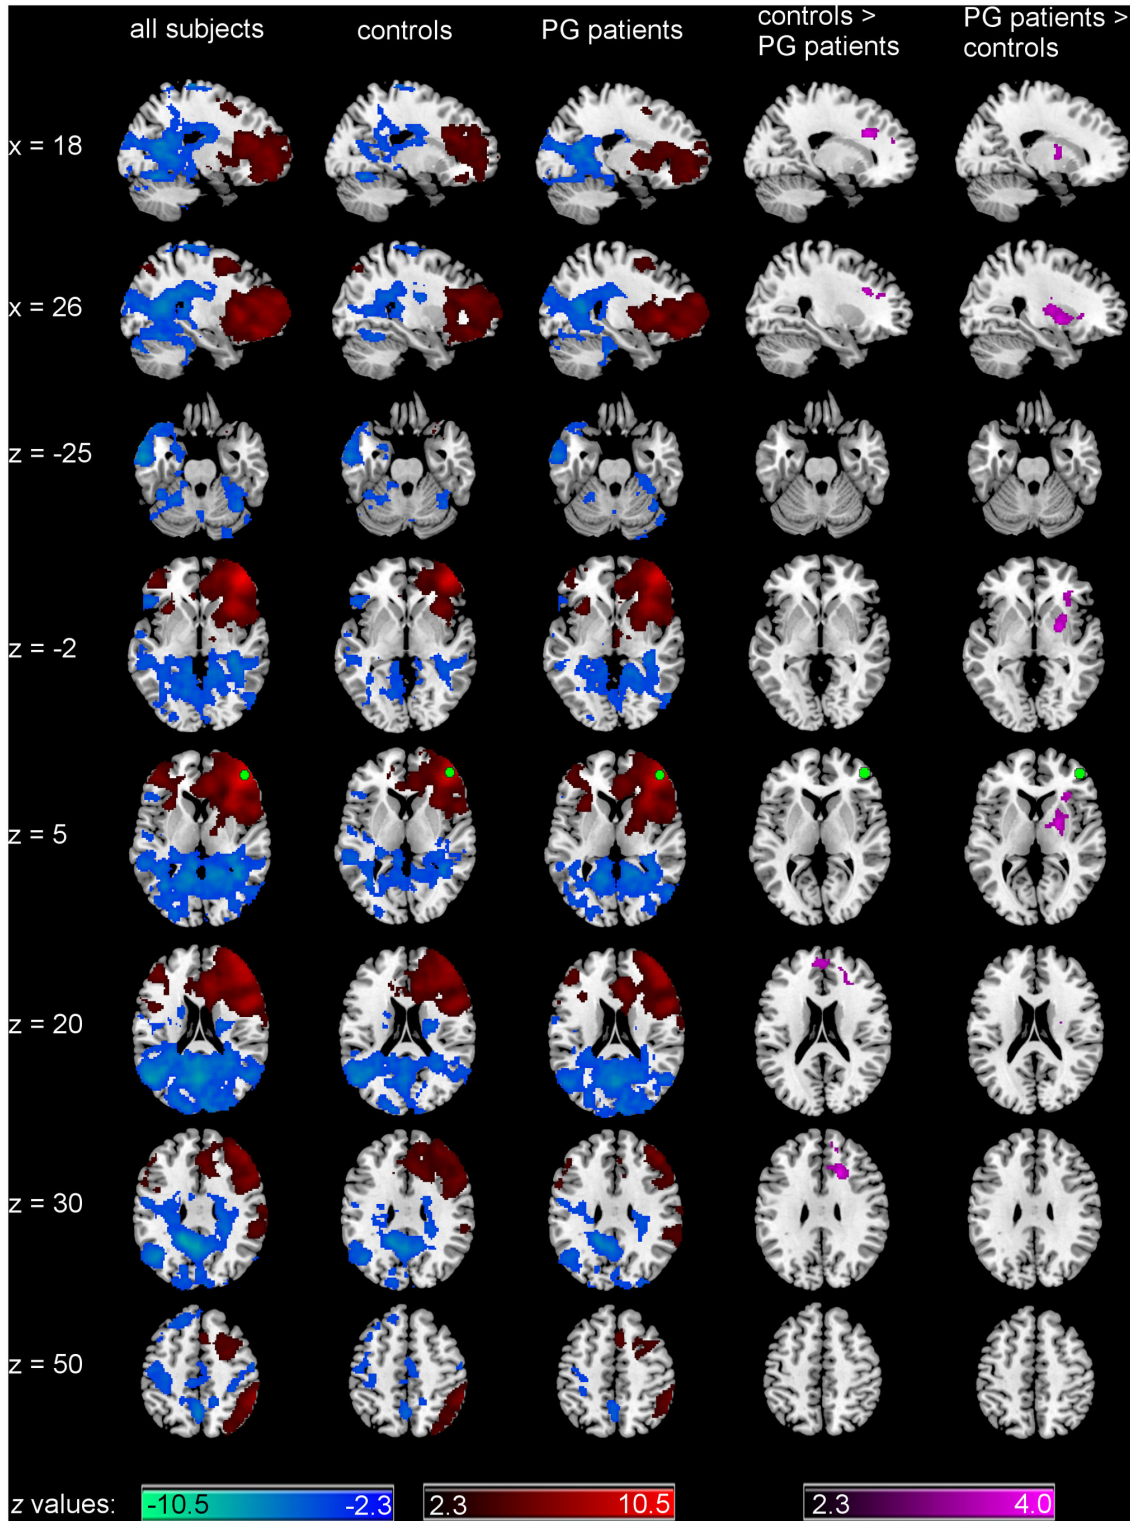 all subjects
controls
PG patients
controls >
PG patients
PG patients >
controls
x = 18
x = 26
z = -25
z = -2
z = 5
z = 20
z = 30
z = 50
z values:
-10.5
-2.3
2.3
10.5
2.3
4.0